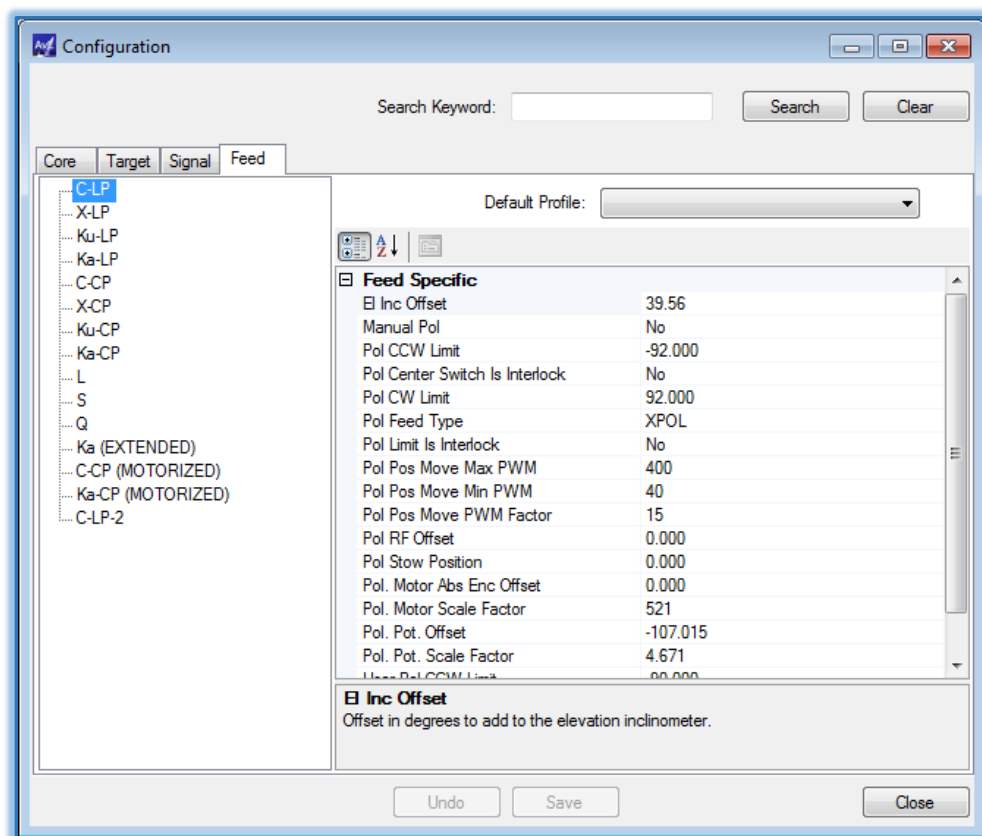 Configuration
Search Keyword: Search Clear
Core Target Signal Feed
C-LP
X-LP
Ku-LP
Ka-LP
C-CP
X-CP
Ku-CP
Ka-CP
L
S
Q
Ka (EXTENDED)
C-CP (MOTORIZED)
Ka-CP (MOTORIZED)
C-LP-2
Default Profile:
Feed Specific
El Inc Offset 39.56
Manual Pol No
Pol CCW Limit -92.000
Pol Center Switch Is Interlock No
Pol CW Limit 92.000
Pol Feed Type XPOL
Pol Limit Is Interlock No
Pol Pos Move Max PWM 400
Pol Pos Move Min PWM 40
Pol Pos Move PWM Factor 15
Pol RF Offset 0.000
Pol Stow Position 0.000
Pol. Motor Abs Enc Offset 0.000
Pol. Motor Scale Factor 521
Pol. Pot. Offset -107.015
Pol. Pot. Scale Factor 4.671
User Pol CCW Limit -90.000
El Inc Offset
Offset in degrees to add to the elevation inclinometer.
Undo Save Close